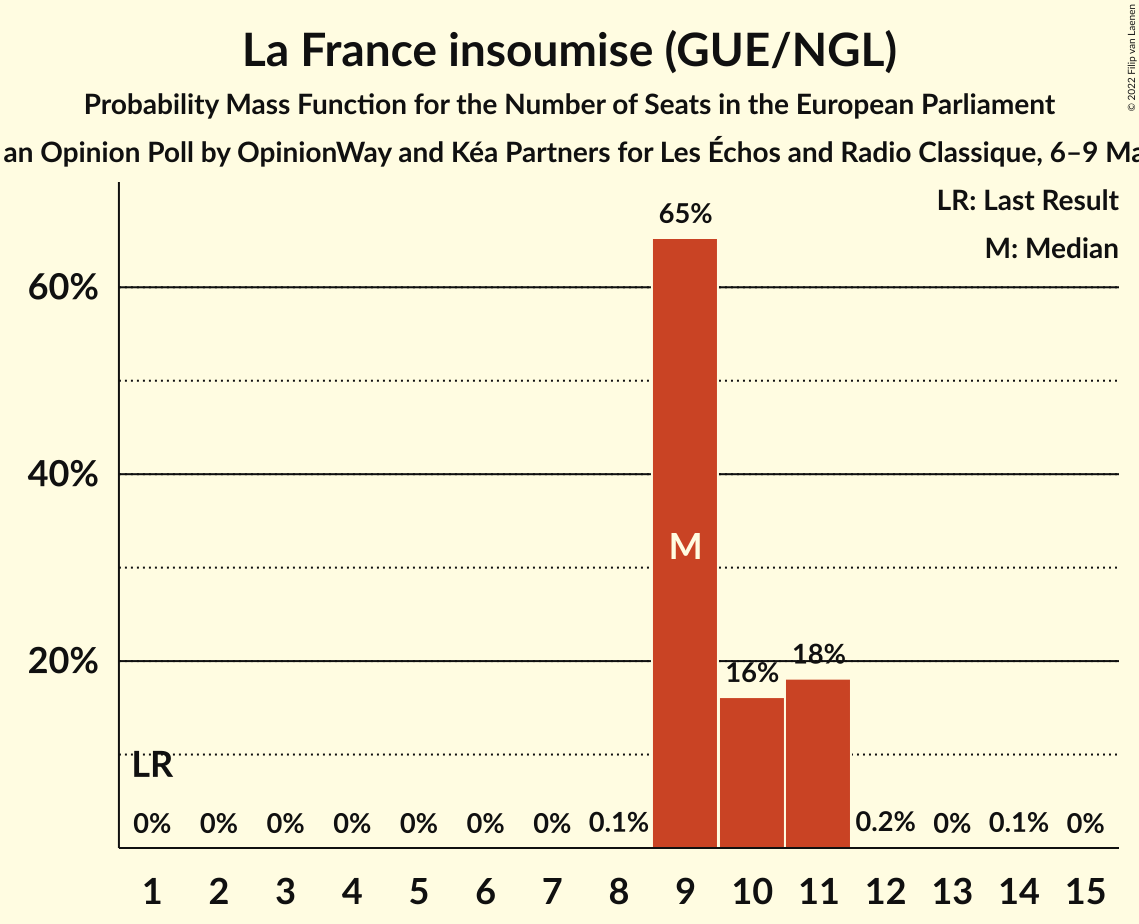 La France insoumise (GUE/NGL)
Probability Mass Function for the Number of Seats in the European Parliament
an Opinion Poll by OpinionWay and Kéa Partners for Les Échos and Radio Classique, 6–9 Ma
© 2022 Filip van Laenen
LR: Last Result
M: Median
65%
60%
40%
M
20%
18%
16%
LR
0% 0% 0% 0% 0% 0% 0% 0.1% 0.2% 0% 0.1% 0%
1 2 3 4 5 6 7 8 9 10 11 12 13 14 15